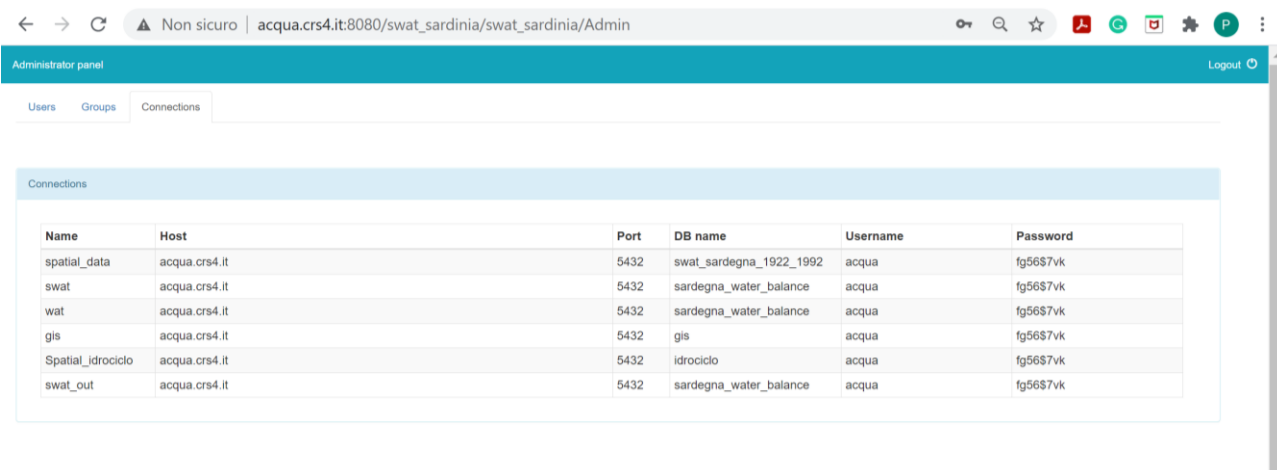 Non sicuro | acqua.crs4.it:8080/swat_sardinia/swat_sardinia/Admin
P
Administrator panel Logout
Users Groups Connections
Connections
Name Host Port DB name Username Password
spatial_data acqua.crs4.it 5432 swat_sardegna_1922_1992 acqua fg56$7vk
swat acqua.crs4.it 5432 sardegna_water_balance acqua fg56$7vk
wat acqua.crs4.it 5432 sardegna_water_balance acqua fg56$7vk
gis acqua.crs4.it 5432 gis acqua fg56$7vk
Spatial_idrociclo acqua.crs4.it 5432 idrociclo acqua fg56$7vk
swat_out acqua.crs4.it 5432 sardegna_water_balance acqua fg56$7vk